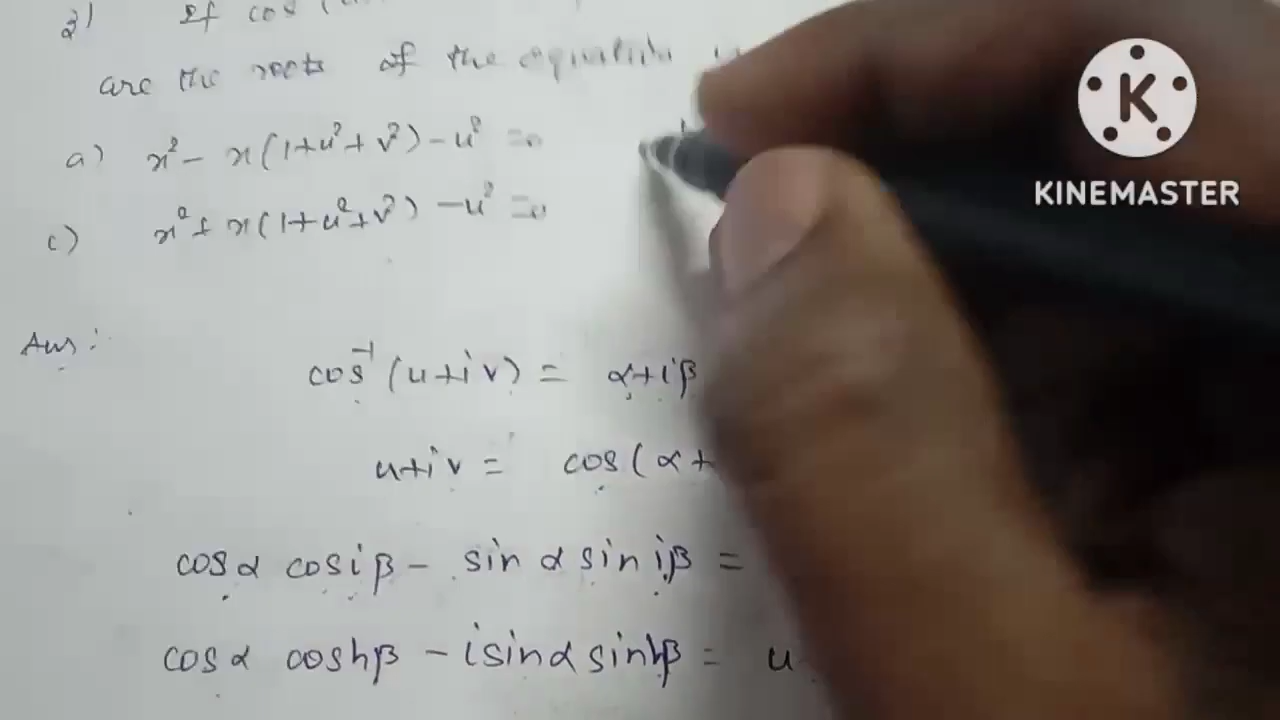 If cos
are the roots of the equation
a) x² - x(1+u²+v²) - u² = 0
c) x² + x(1+u²+v²) - u² = 0
Ans:
cos⁻¹(u+iv) = α+iβ
u+iv = cos(α+
cosα cosiβ - sinα siniβ =
cosα coshβ - isinα sinhβ = u
K
KINEMASTER